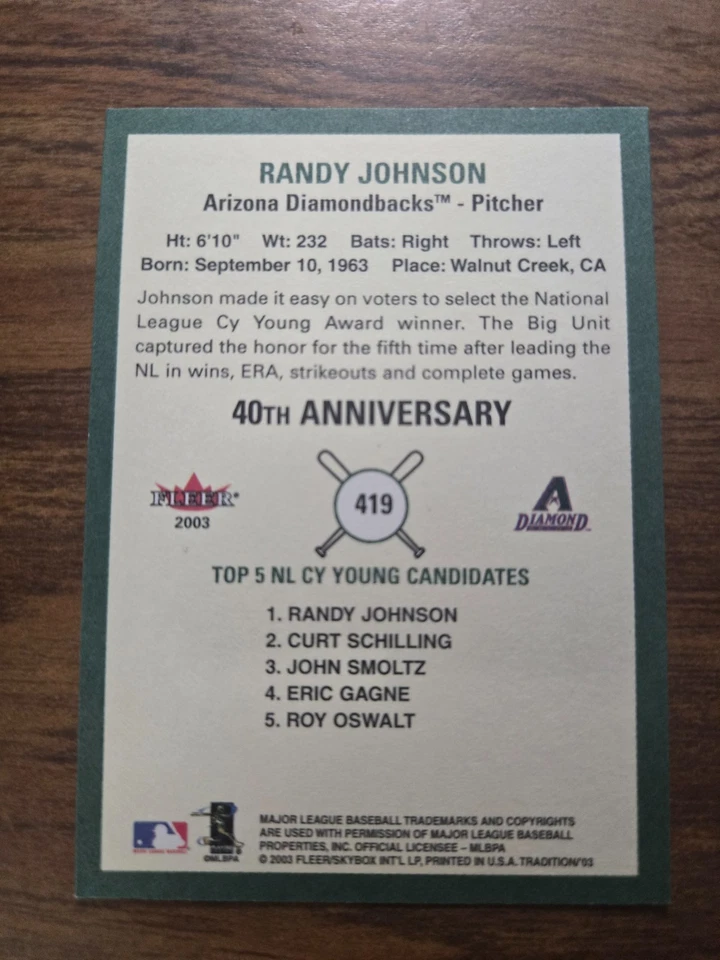 RANDY JOHNSON
Arizona Diamondbacks™ - Pitcher
Ht: 6'10" Wt: 232 Bats: Right Throws: Left
Born: September 10, 1963 Place: Walnut Creek, CA
Johnson made it easy on voters to select the National
League Cy Young Award winner. The Big Unit
captured the honor for the fifth time after leading the
NL in wins, ERA, strikeouts and complete games.
40TH ANNIVERSARY
FLEER®
2003
419
DIAMOND
TOP 5 NL CY YOUNG CANDIDATES
1. RANDY JOHNSON
2. CURT SCHILLING
3. JOHN SMOLTZ
4. ERIC GAGNE
5. ROY OSWALT
©MLBPA
MAJOR LEAGUE BASEBALL TRADEMARKS AND COPYRIGHTS
ARE USED WITH PERMISSION OF MAJOR LEAGUE BASEBALL
PROPERTIES, INC. OFFICIAL LICENSEE – MLBPA
© 2003 FLEER/SKYBOX INT'L LP, PRINTED IN U.S.A. TRADITION'03